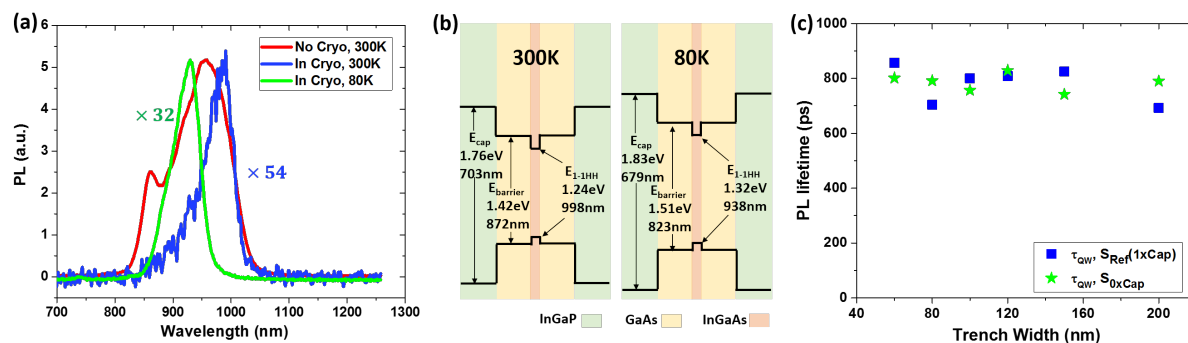 (a)
PL (a.u.)
6
5
4
3
2
1
0
No Cryo, 300K
In Cryo, 300K
In Cryo, 80K
× 32
× 54
700 800 900 1000 1100 1200
Wavelength (nm)
(b)
300K
E_cap
1.76eV
703nm
E_barrier
1.42eV
872nm
E_1-1HH
1.24eV
998nm
80K
E_cap
1.83eV
679nm
E_barrier
1.51eV
823nm
E_1-1HH
1.32eV
938nm
InGaP GaAs InGaAs
(c)
PL lifetime (ps)
1000
800
600
400
200
0
τ_QW, S_Ref(1xCap)
τ_QW, S_0xCap
40 80 120 160 200
Trench Width (nm)